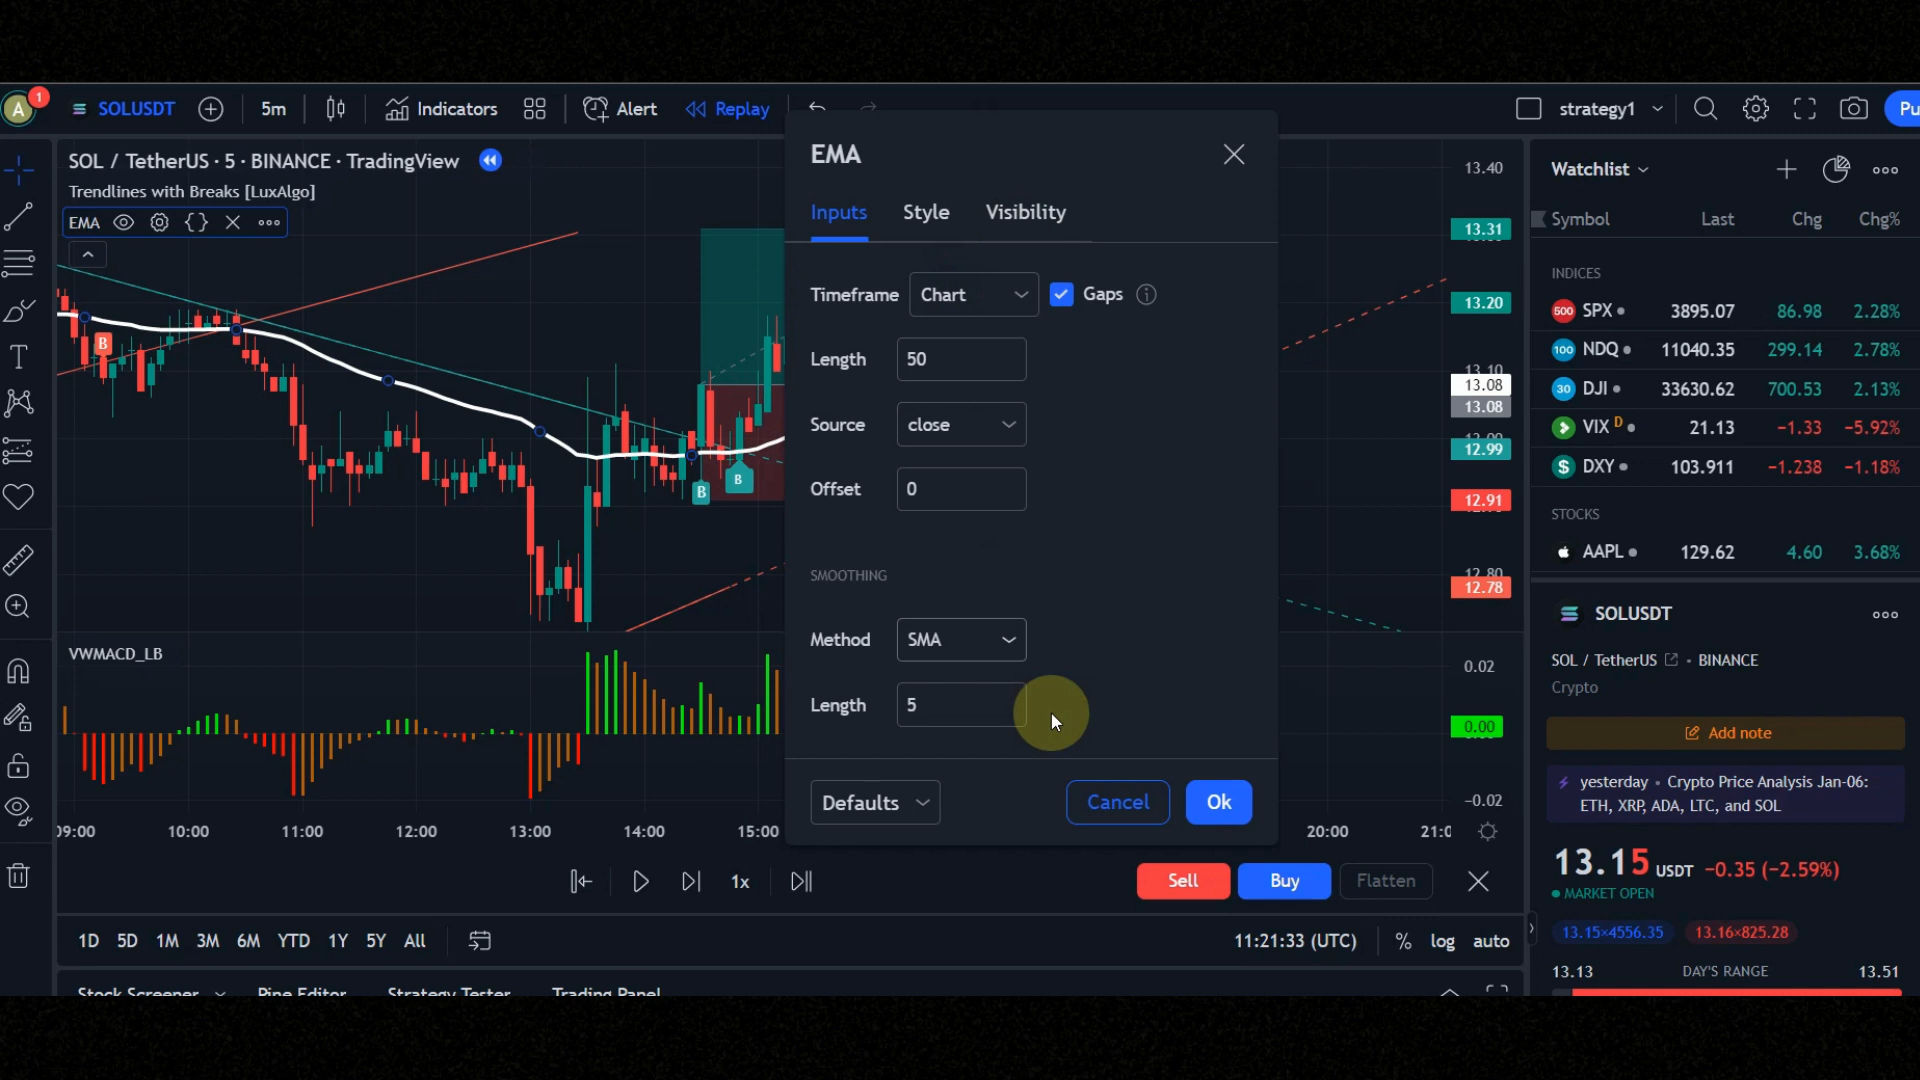 A 1 SOLUSDT 5m Indicators Alert Replay strategy1 Pu
SOL / TetherUS · 5 · BINANCE · TradingView
Trendlines with Breaks [LuxAlgo]
EMA
B
B
B
VWMACD_LB
09:00 10:00 11:00 12:00 13:00 14:00 15:00 20:00 21:0
EMA
Inputs Style Visibility
Timeframe Chart Gaps
Length 50
Source close
Offset 0
SMOOTHING
Method SMA
Length 5
Defaults Cancel Ok
13.40
13.31
13.20
13.10
13.08
13.08
12.99
12.91
12.80
12.78
0.02
0.00
-0.02
1x Sell Buy Flatten
1D 5D 1M 3M 6M YTD 1Y 5Y All 11:21:33 (UTC) % log auto
Stock Screener Pine Editor Strategy Tester Trading Panel
Watchlist
Symbol Last Chg Chg%
INDICES
500 SPX 3895.07 86.98 2.28%
100 NDQ 11040.35 299.14 2.78%
30 DJI 33630.62 700.53 2.13%
VIX D 21.13 -1.33 -5.92%
$ DXY 103.911 -1.238 -1.18%
STOCKS
AAPL 129.62 4.60 3.68%
SOLUSDT
SOL / TetherUS • BINANCE
Crypto
Add note
yesterday • Crypto Price Analysis Jan-06:
ETH, XRP, ADA, LTC, and SOL
13.15 USDT -0.35 (-2.59%)
MARKET OPEN
13.15×4556.35 13.16×825.28
13.13 DAY'S RANGE 13.51